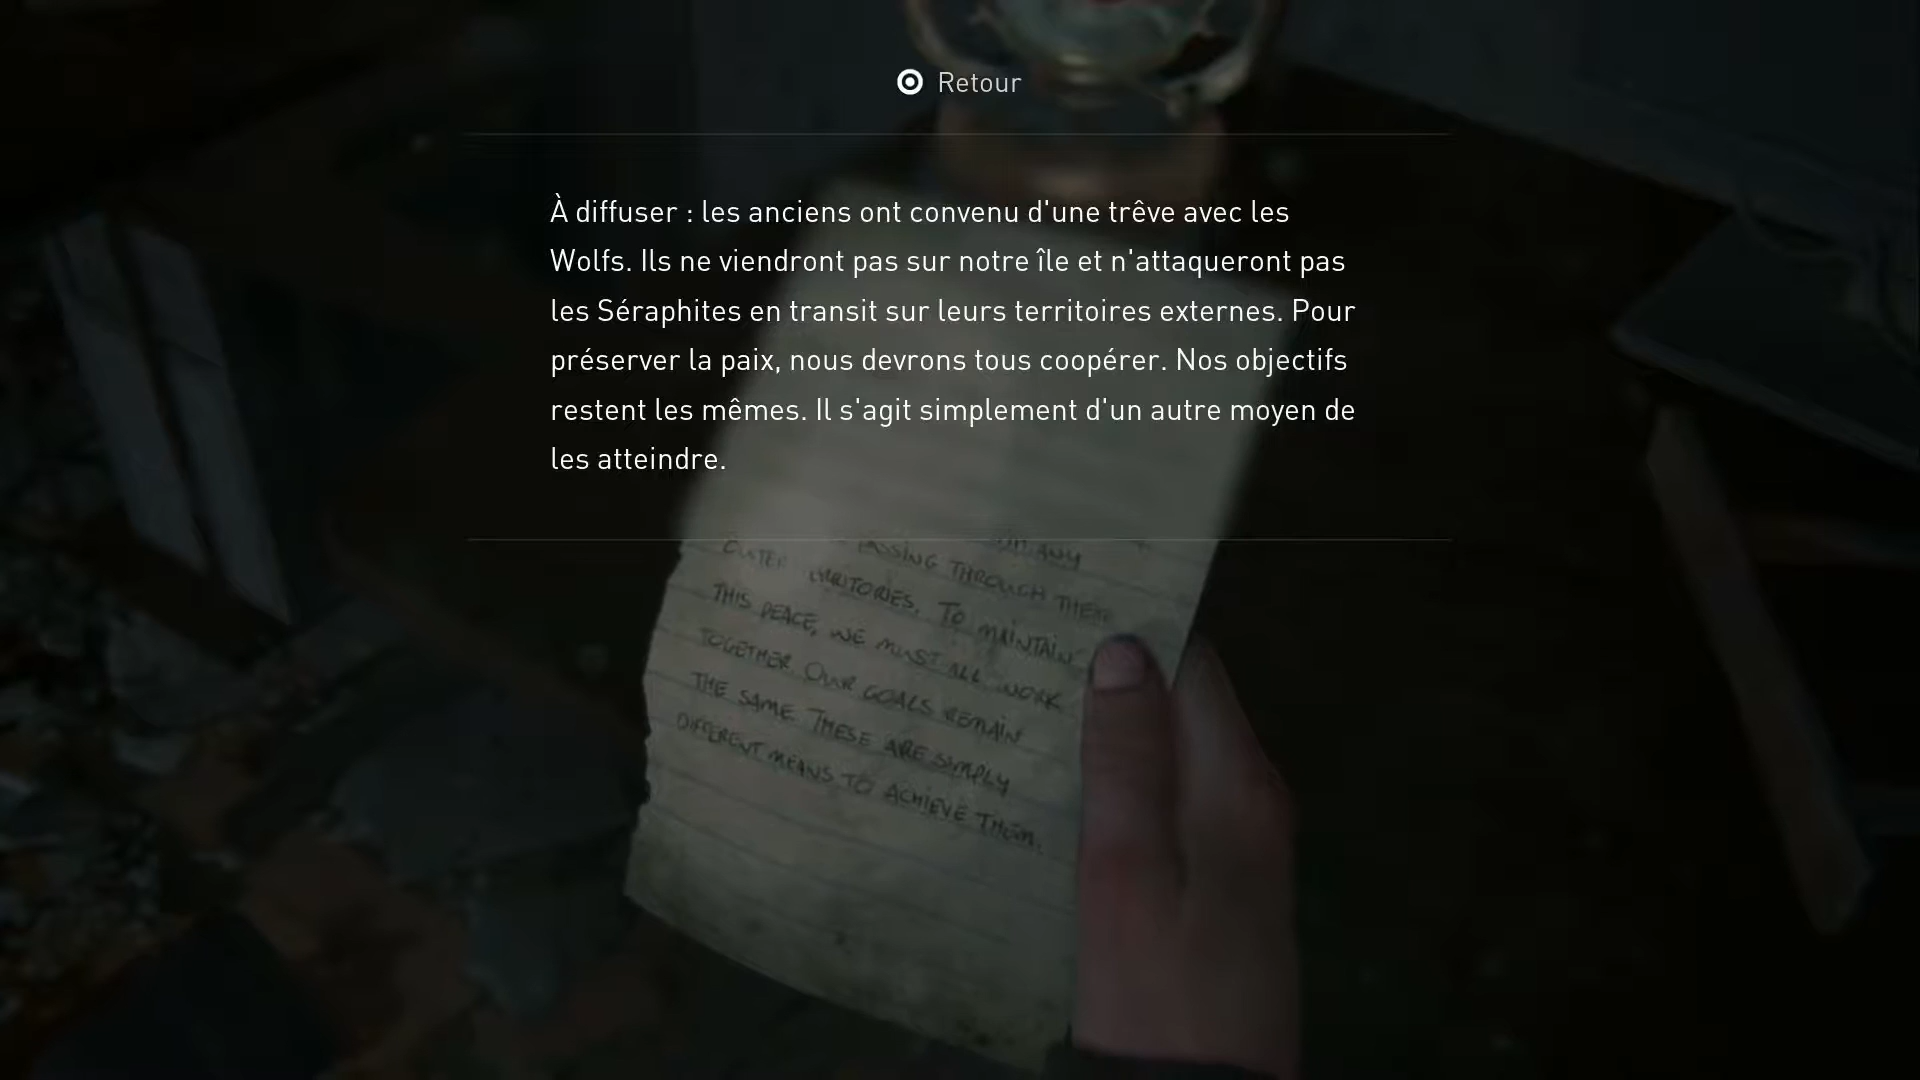 Retour
À diffuser : les anciens ont convenu d'une trêve avec les
Wolfs. Ils ne viendront pas sur notre île et n'attaqueront pas
les Séraphites en transit sur leurs territoires externes. Pour
préserver la paix, nous devrons tous coopérer. Nos objectifs
restent les mêmes. Il s'agit simplement d'un autre moyen de
les atteindre.
ANY
PASSING THROUGH THEIR
OUTER TERRITORIES. TO MAINTAIN
THIS PEACE, WE MUST ALL WORK
TOGETHER OUR GOALS REMAIN
THE SAME THESE ARE SIMPLY
DIFFERENT MEANS TO ACHIEVE THEM.